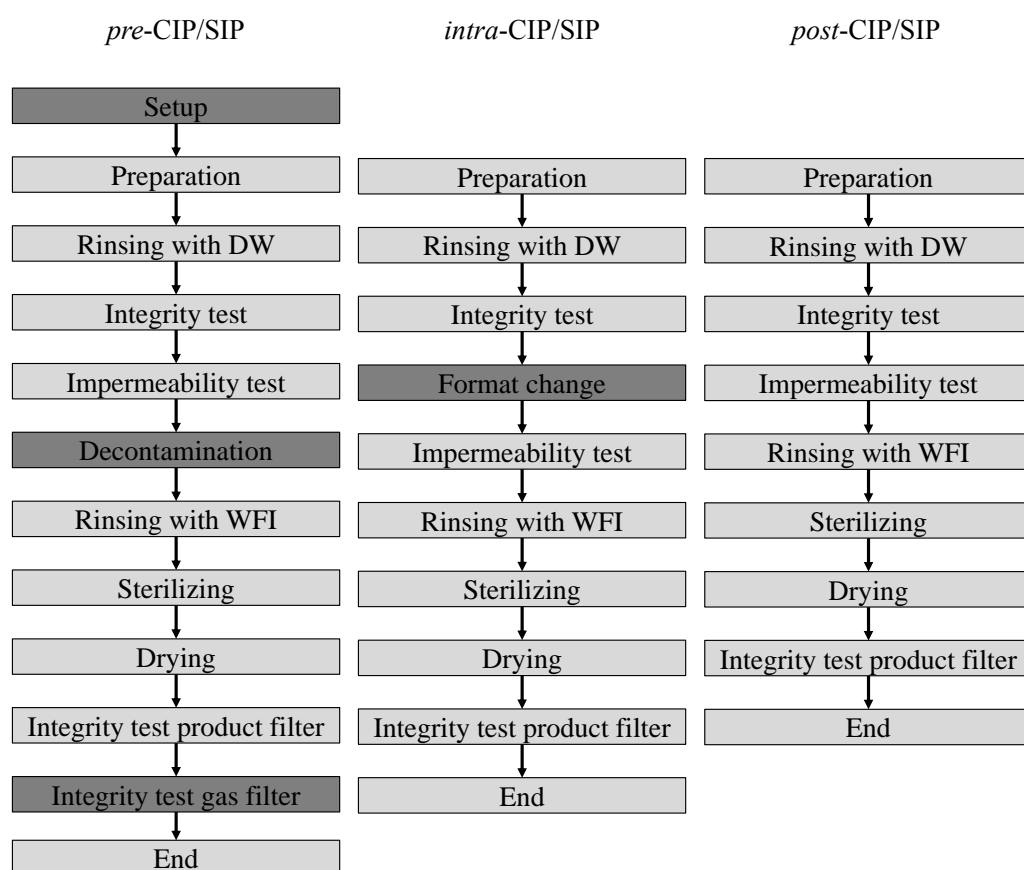 pre-CIP/SIP
Setup
Preparation
Rinsing with DW
Integrity test
Impermeability test
Decontamination
Rinsing with WFI
Sterilizing
Drying
Integrity test product filter
Integrity test gas filter
End
intra-CIP/SIP
Preparation
Rinsing with DW
Integrity test
Format change
Impermeability test
Rinsing with WFI
Sterilizing
Drying
Integrity test product filter
End
post-CIP/SIP
Preparation
Rinsing with DW
Integrity test
Impermeability test
Rinsing with WFI
Sterilizing
Drying
Integrity test product filter
End